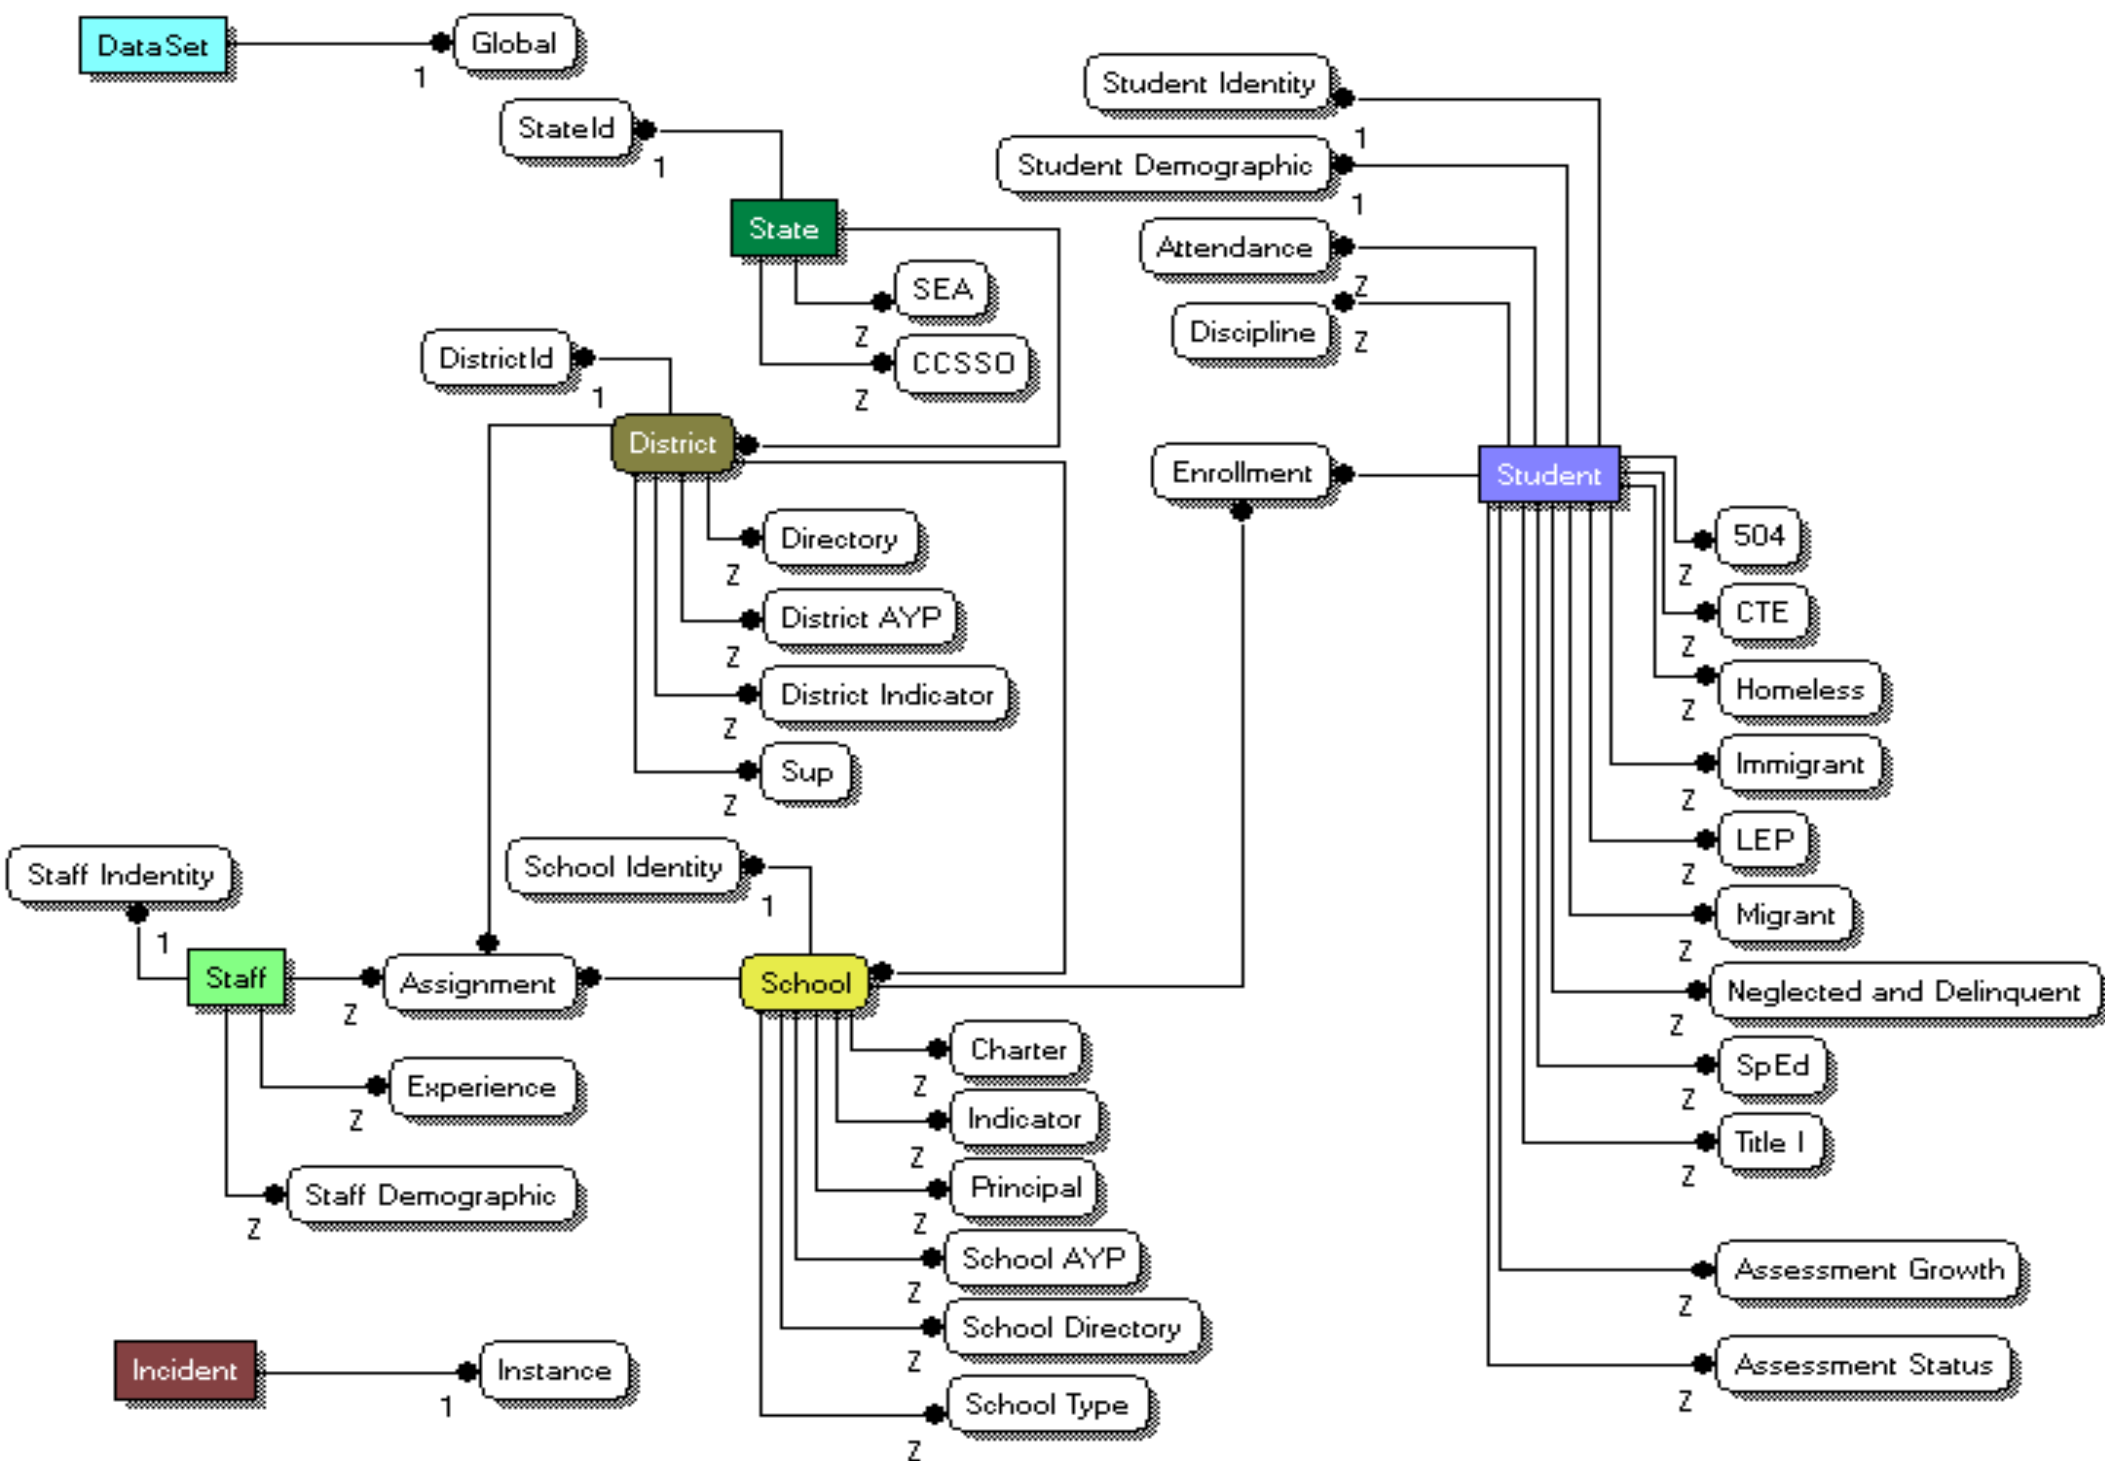 DataSet
1
Global
StateId
1
State
SEA
Z
CCSSO
Z
DistrictId
1
District
Directory
Z
District AYP
Z
District Indicator
Z
Sup
Z
Staff Indentity
1
Staff
Z
Assignment
Experience
Z
Staff Demographic
Z
School Identity
1
School
Charter
Z
Indicator
Z
Principal
Z
School AYP
Z
School Directory
Z
School Type
Z
Incident
1
Instance
Student Identity
1
Student Demographic
1
Attendance
Z
Discipline
Z
Enrollment
Student
504
Z
CTE
Z
Homeless
Z
Immigrant
Z
LEP
Z
Migrant
Z
Neglected and Delinquent
Z
SpEd
Z
Title I
Z
Assessment Growth
Z
Assessment Status
Z